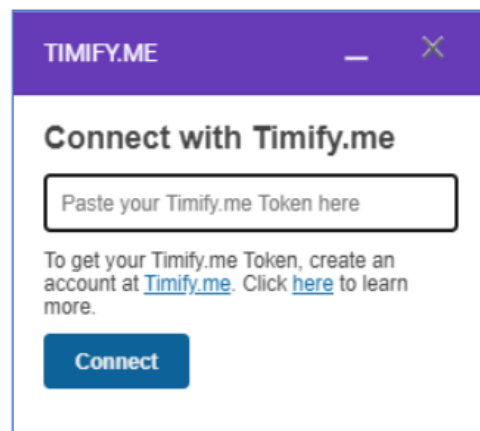 TIMIFY.ME
Connect with Timify.me
Paste your Timify.me Token here
To get your Timify.me Token, create an
account at Timify.me. Click here to learn
more.
Connect